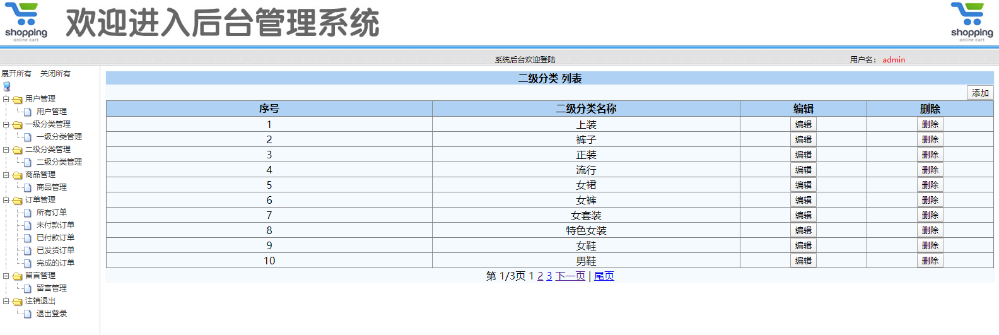 shopping
online cart
欢迎进入后台管理系统
shopping
online cart
系统后台欢迎登陆
用户名： admin
展开所有 关闭所有
用户管理
用户管理
一级分类管理
一级分类管理
二级分类管理
二级分类管理
商品管理
商品管理
订单管理
所有订单
未付款订单
已付款订单
已发货订单
完成的订单
留言管理
留言管理
注销退出
退出登录
二级分类 列表
添加
序号 二级分类名称 编辑 删除
1 上装 编辑 删除
2 裤子 编辑 删除
3 正装 编辑 删除
4 流行 编辑 删除
5 女裙 编辑 删除
6 女裤 编辑 删除
7 女套装 编辑 删除
8 特色女装 编辑 删除
9 女鞋 编辑 删除
10 男鞋 编辑 删除
第 1/3页 1 2 3 下一页 | 尾页